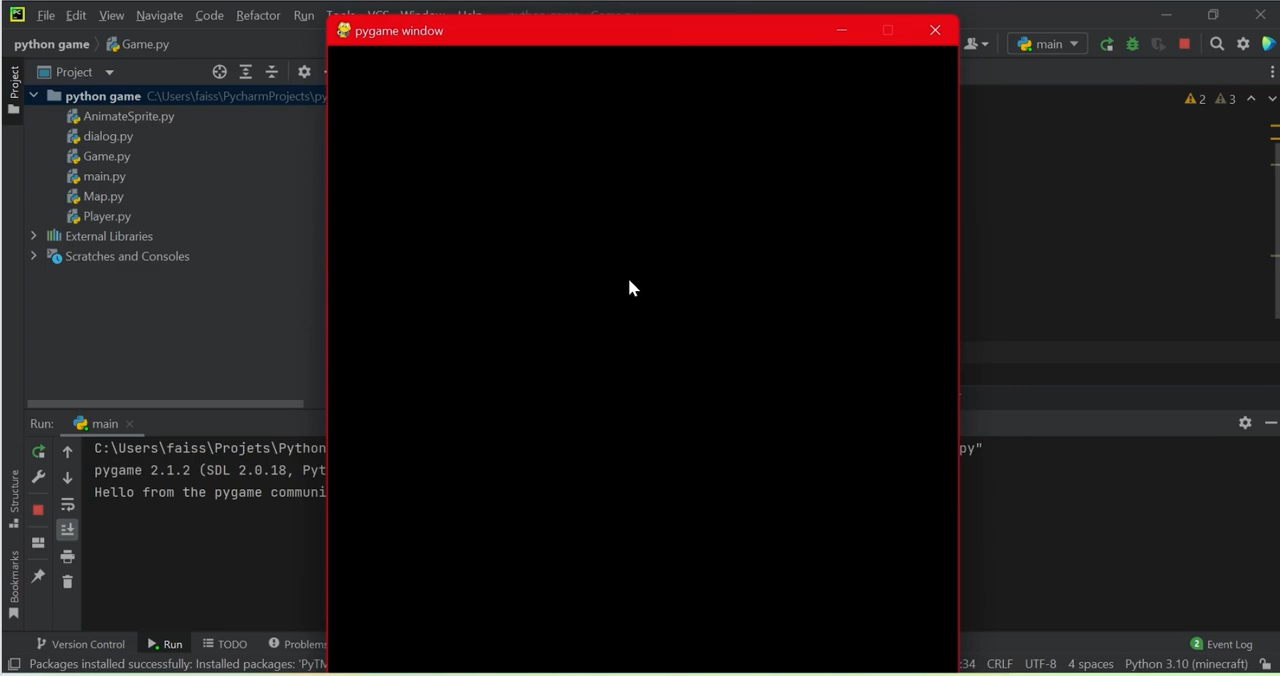 File Edit View Navigate Code Refactor Run
pygame window
python game Game.py
main
Project
Project
python game C:\Users\faiss\PycharmProjects\py
2 3
AnimateSprite.py
dialog.py
Game.py
main.py
Map.py
Player.py
External Libraries
Scratches and Consoles
Run: main
C:\Users\faiss\Projets\Python
py"
pygame 2.1.2 (SDL 2.0.18, Pyt
Hello from the pygame communi
Structure
Bookmarks
Version Control Run TODO Problems
2 Event Log
Packages installed successfully: Installed packages: 'PyTM
:34 CRLF UTF-8 4 spaces Python 3.10 (minecraft)